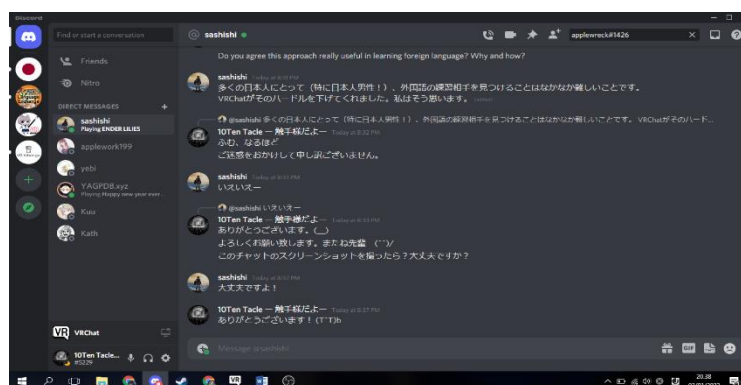 Discord
Find or start a conversation
Friends
Nitro
DIRECT MESSAGES
sashishi
Playing ENDER LILIES
applework199
yebi
YAGPDB.xyz
Playing Happy new year ever...
Kuu
Kath
VRChat
10Ten Tacle...
#5229
@ sashishi
applewreck#1426
Do you agree this approach really useful in learning foreign language? Why and how?
sashishi
多くの日本人にとって（特に日本人男性！）、外国語の練習相手を見つけることはなかなか難しいことです。
VRChatがそのハードルを下げてくれました。私はそう思います。
@sashishi 多くの日本人にとって（特に日本人男性！）、外国語の練習相手を見つけることはなかなか難しいことです。 VRChatがそのハード...
10Ten Tacle — 触手様だよー Today at 8:32 PM
ふむ、なるほど
ご迷惑をおかけして申し訳ございません。
sashishi
いえいえー
@sashishi いえいえー
10Ten Tacle — 触手様だよー
ありがとうございます。(__)
よろしくお願い致します。またね先輩 (^^)/
このチャットのスクリーンショットを撮ったら？大丈夫ですか？
sashishi
大丈夫ですよ！
10Ten Tacle — 触手様だよー Today at 8:37 PM
ありがとうございます！(T^T)b
Message @sashishi
GIF
20.38